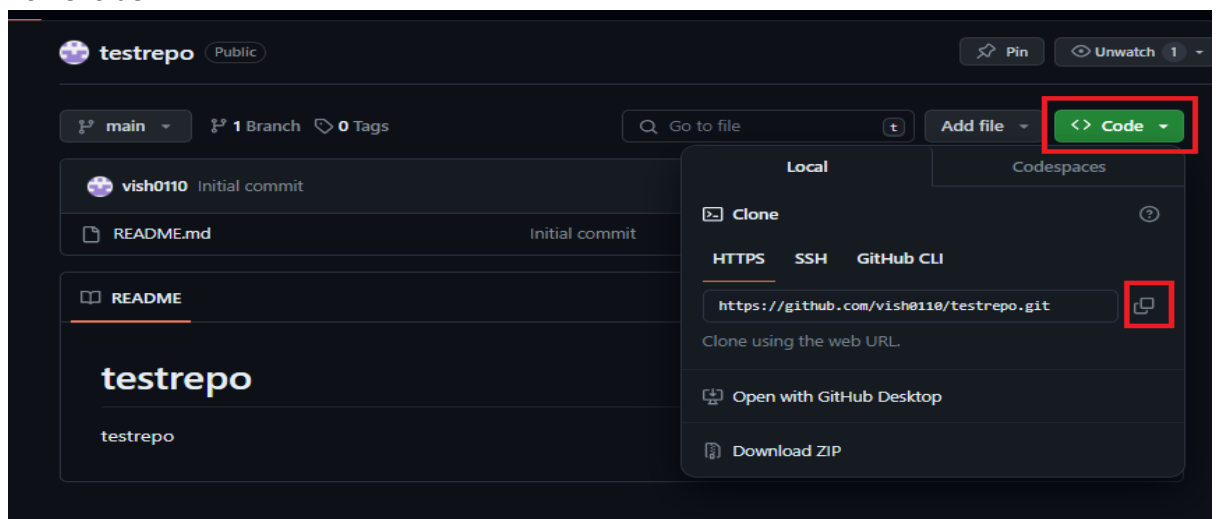 testrepo Public Pin Unwatch 1
main 1 Branch 0 Tags Go to file t Add file <> Code
Local Codespaces
vish0110 Initial commit
Clone
README.md Initial commit
HTTPS SSH GitHub CLI
README
https://github.com/vish0110/testrepo.git
Clone using the web URL.
testrepo
Open with GitHub Desktop
testrepo
Download ZIP